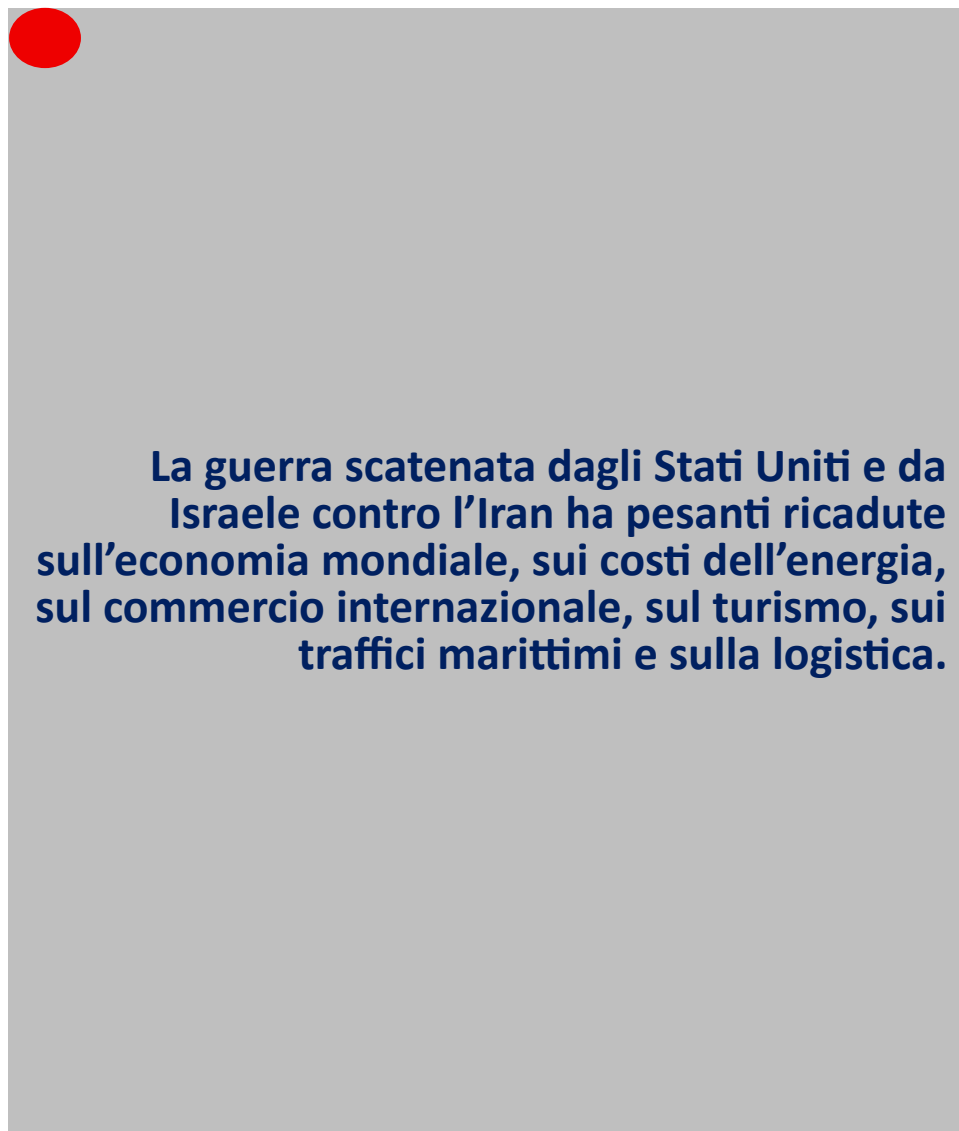 La guerra scatenata dagli Stati Uniti e da
Israele contro l’Iran ha pesanti ricadute
sull’economia mondiale, sui costi dell’energia,
sul commercio internazionale, sul turismo, sui
traffici marittimi e sulla logistica.